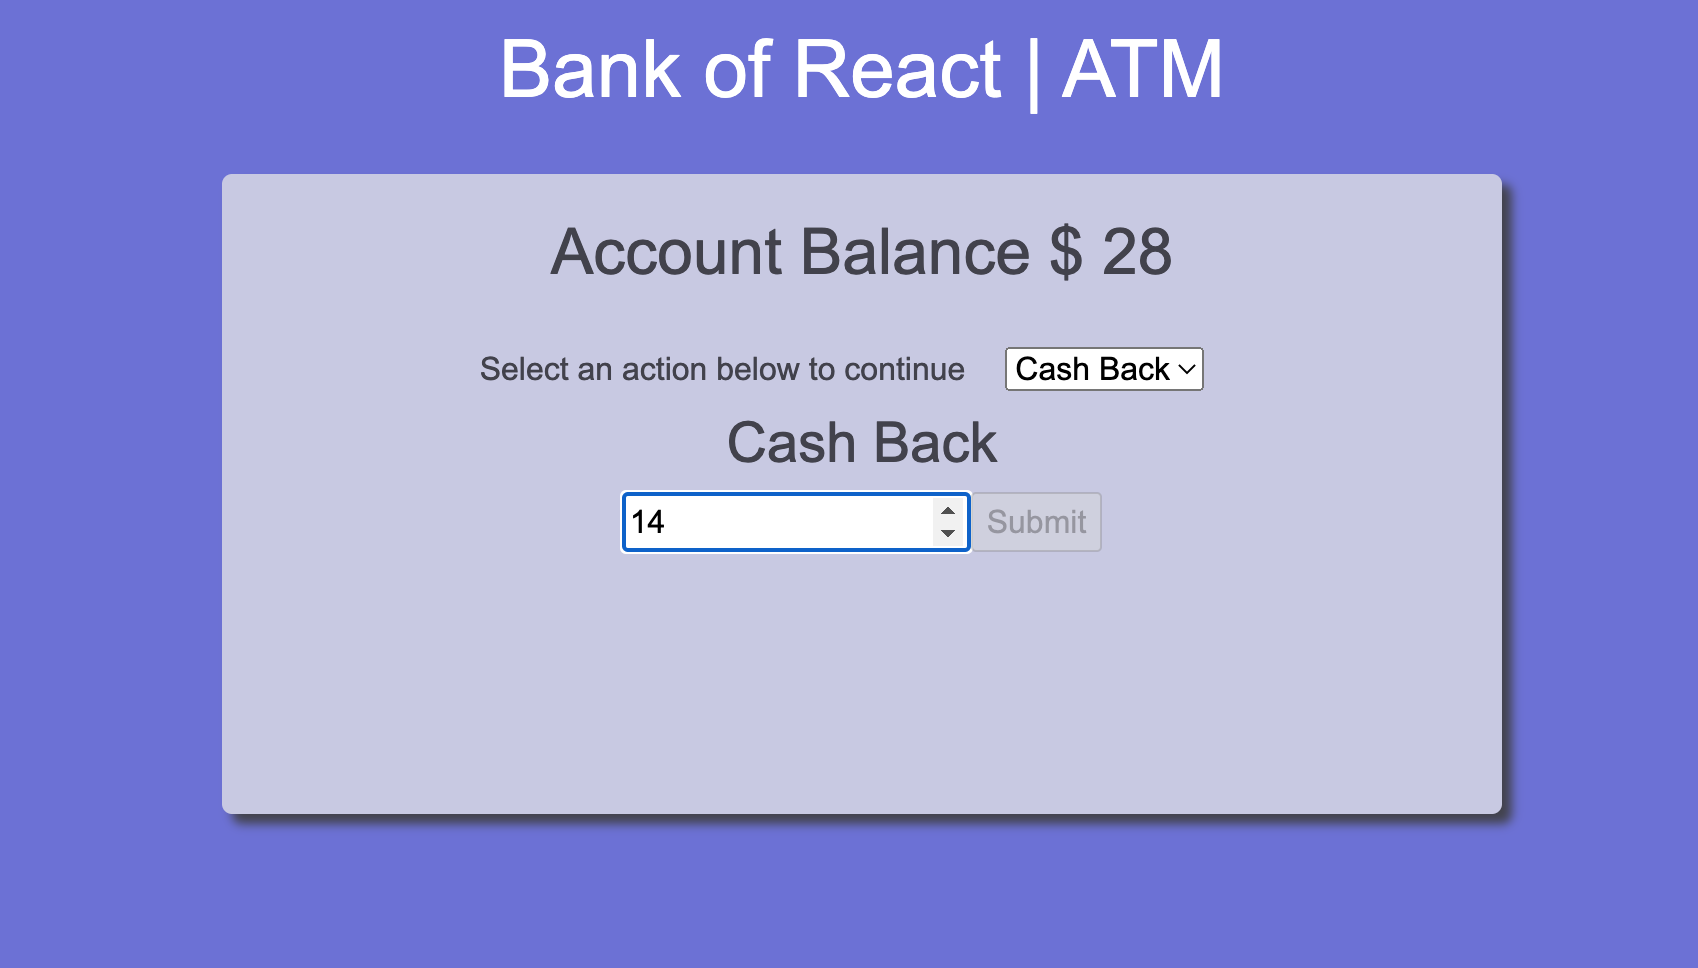 Bank of React | ATM
Account Balance $ 28
Select an action below to continue Cash Back
Cash Back
14 Submit